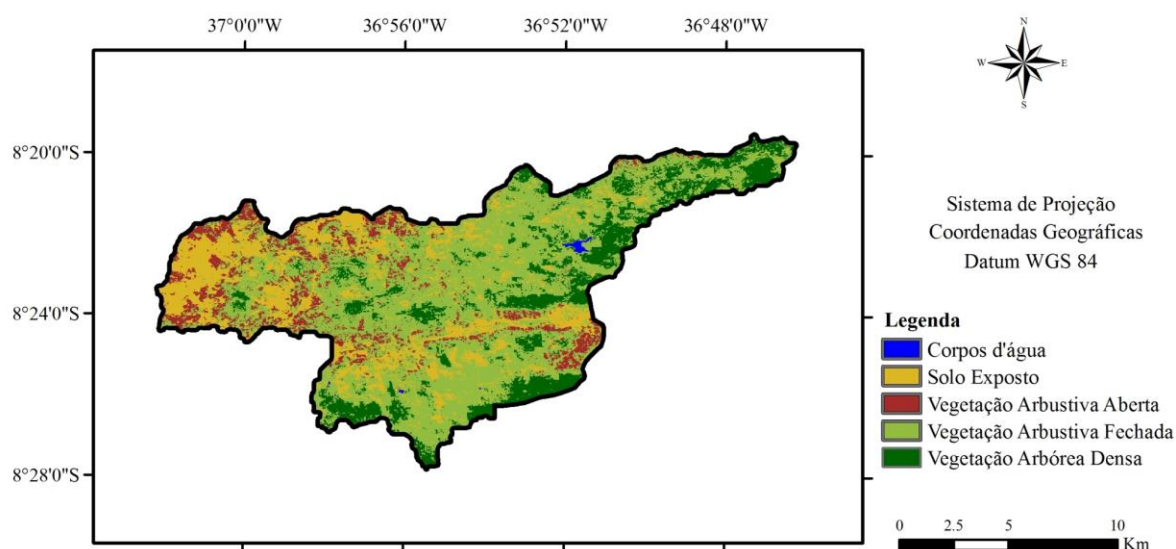 37°0'0"W 36°56'0"W 36°52'0"W 36°48'0"W
N
W E
S
8°20'0"S
8°24'0"S
8°28'0"S
Sistema de Projeção
Coordenadas Geográficas
Datum WGS 84
Legenda
Corpos d'água
Solo Exposto
Vegetação Arbustiva Aberta
Vegetação Arbustiva Fechada
Vegetação Arbórea Densa
0 2.5 5 10
Km